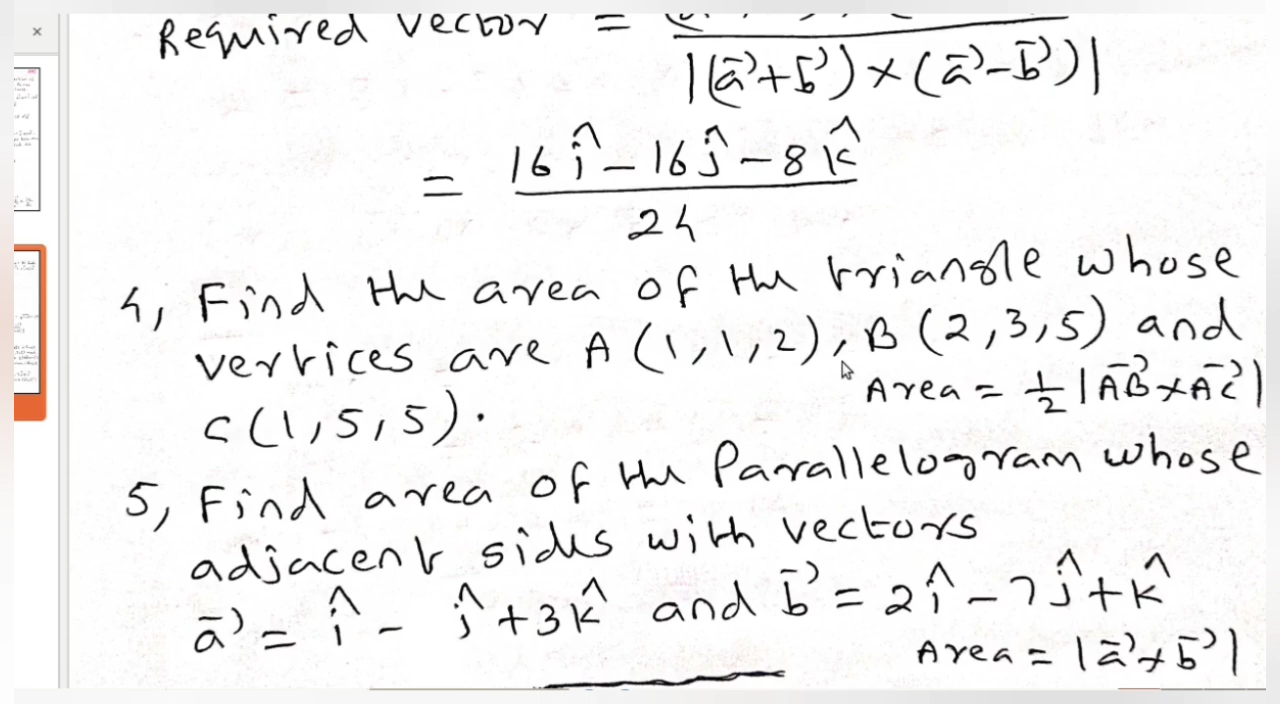 Required vector =
|(a⃗+b⃗)×(a⃗-b⃗)|
= 16î - 16ĵ - 8k̂
24
4, Find the area of the triangle whose
vertices are A (1,1,2), B (2,3,5) and
C(1,5,5).
Area = 1/2 |AB⃗×AC⃗|
5, Find area of the Parallelogram whose
adjacent sides with vectors
a⃗ = î - ĵ+3k̂ and b⃗ = 2î - 7ĵ+k̂
Area = |a⃗×b⃗|